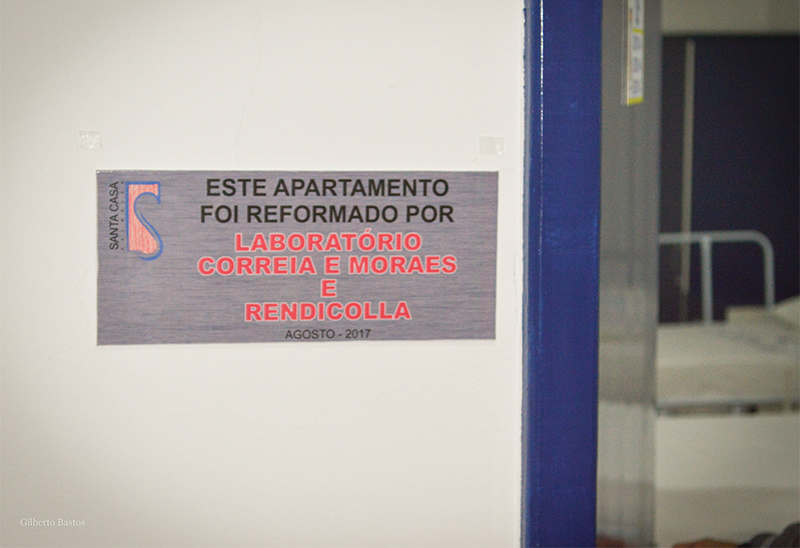 SANTA CASA
ESTE APARTAMENTO
FOI REFORMADO POR
LABORATÓRIO
CORREIA E MORAES
E
RENDICOLLA
AGOSTO - 2017
Gilberto Bastos